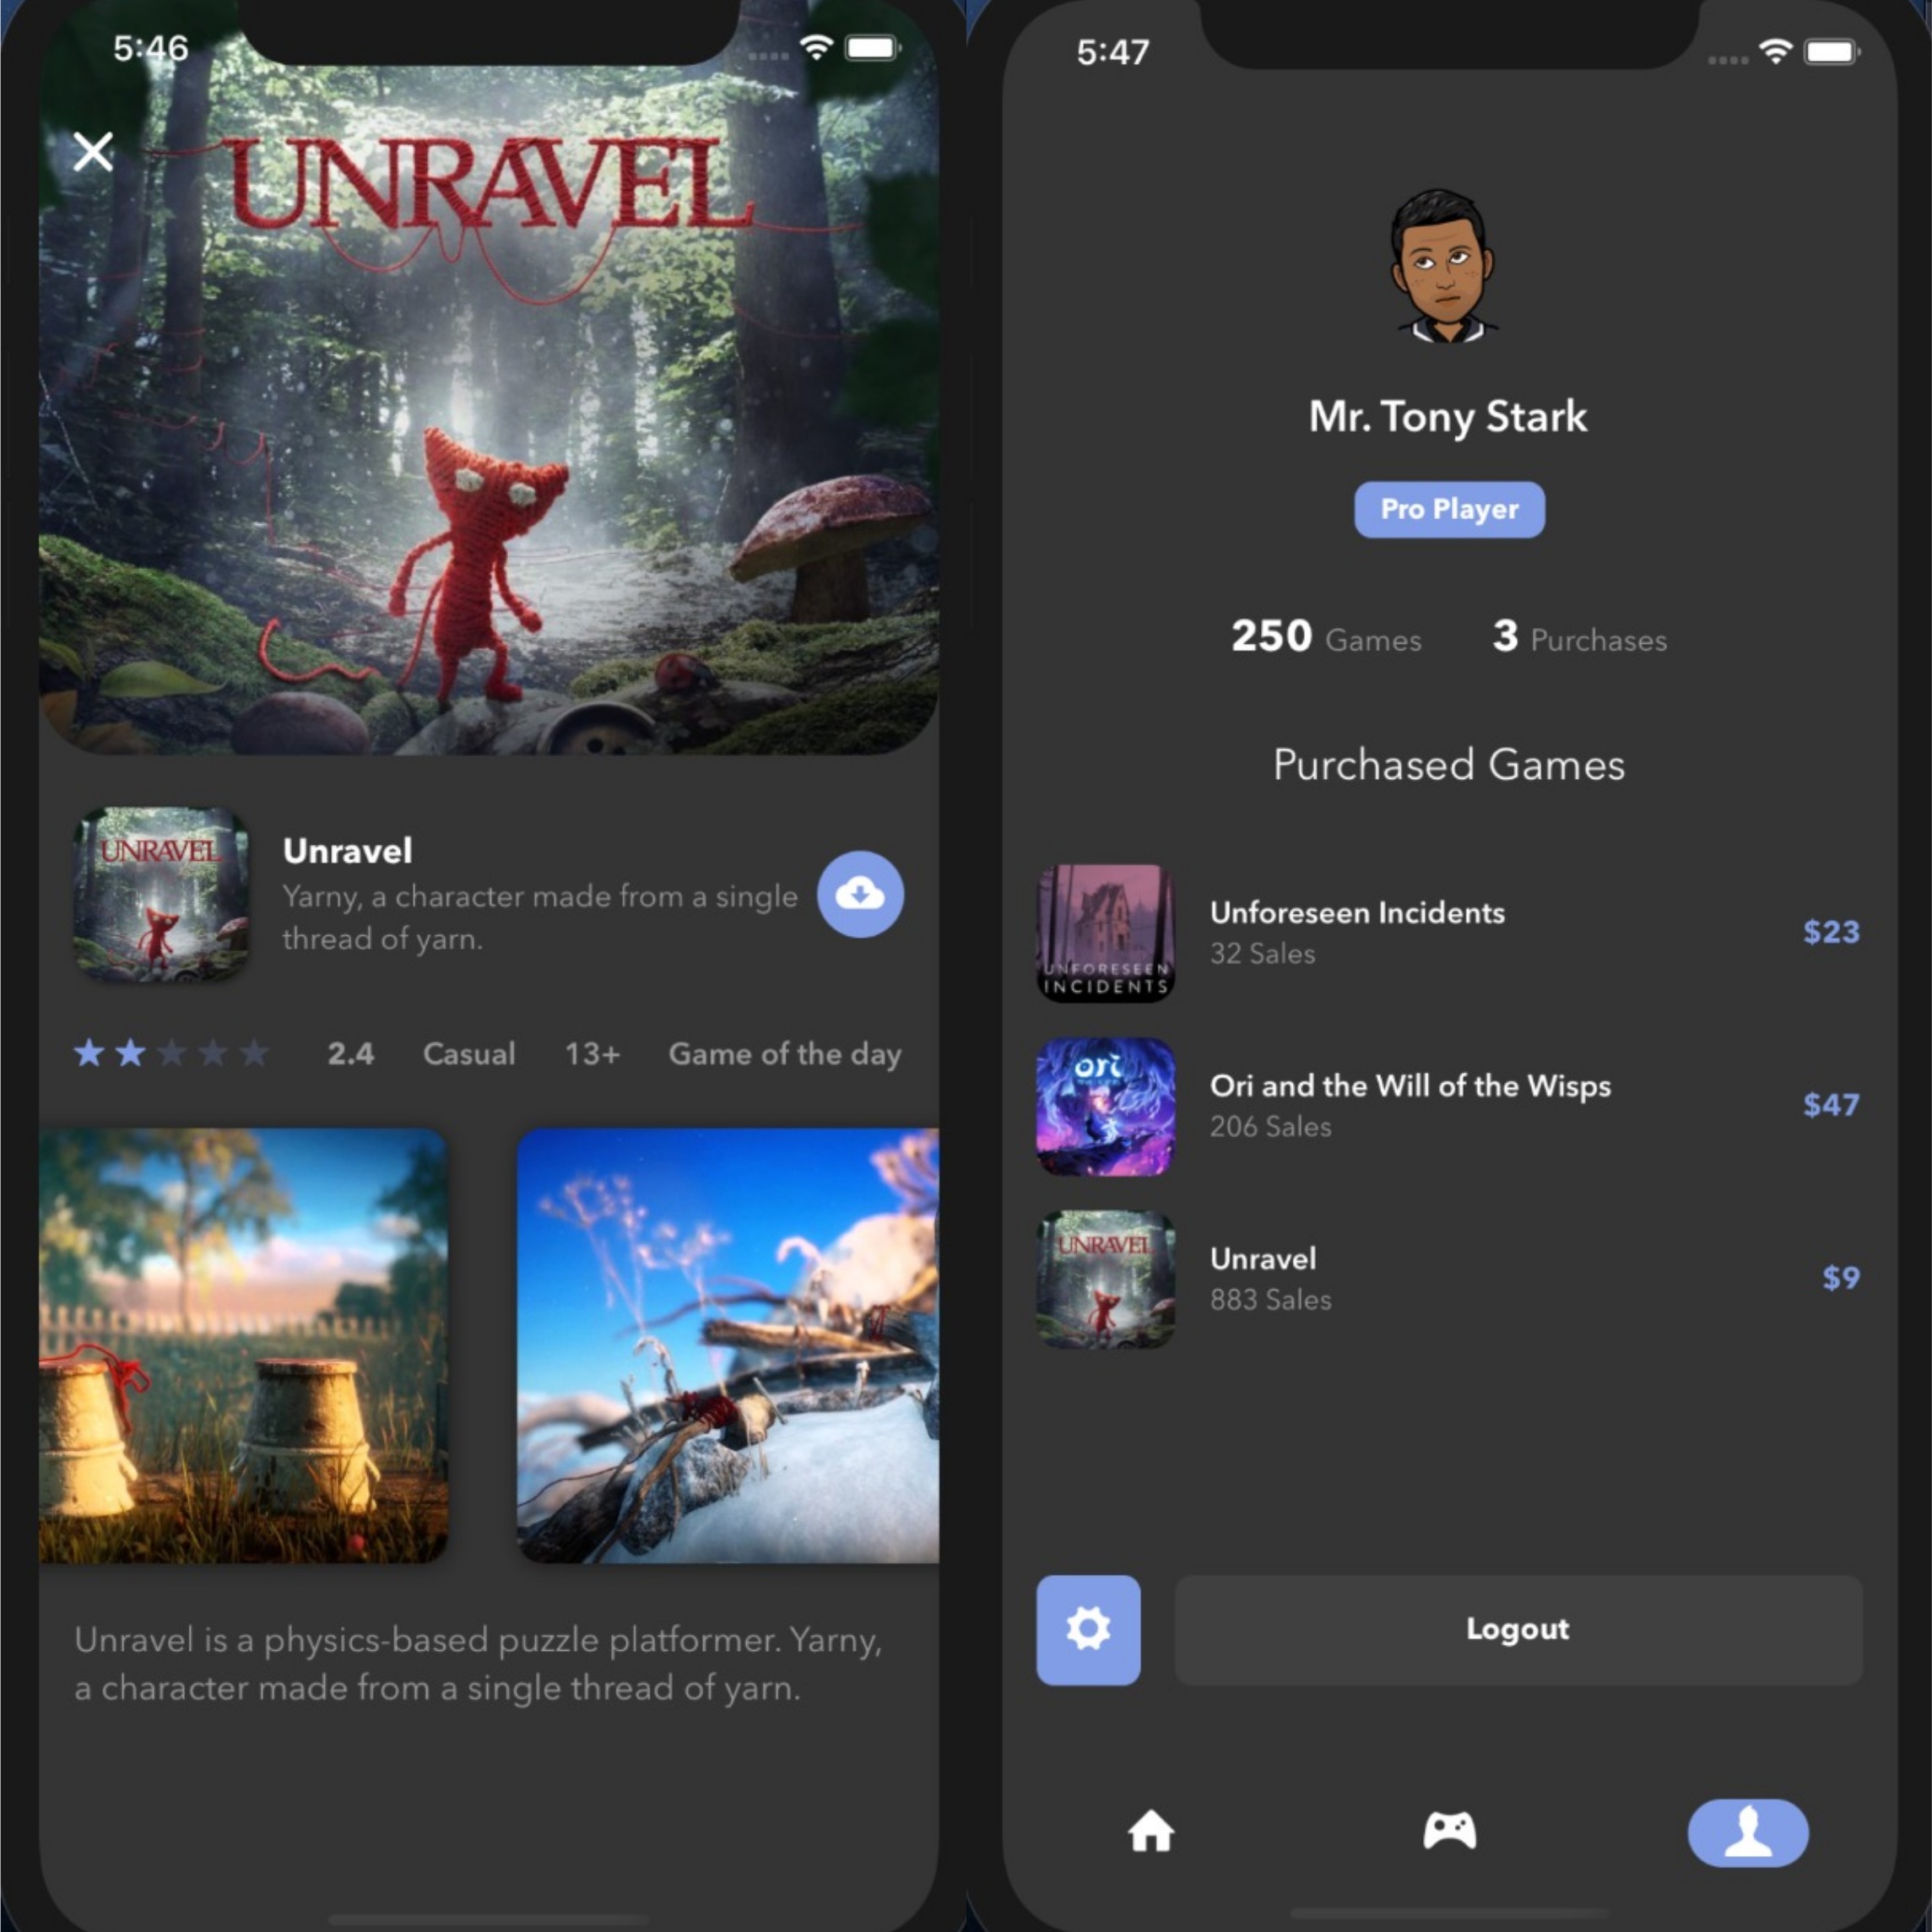 5:46
UNRAVEL
UNRAVEL
Unravel
Yarny, a character made from a single
thread of yarn.
2.4 Casual 13+ Game of the day
Unravel is a physics-based puzzle platformer. Yarny,
a character made from a single thread of yarn.
5:47
Mr. Tony Stark
Pro Player
250 Games 3 Purchases
Purchased Games
UNFORESEEN
INCIDENTS
Unforeseen Incidents
32 Sales
$23
ori
Ori and the Will of the Wisps
206 Sales
$47
UNRAVEL
Unravel
883 Sales
$9
Logout